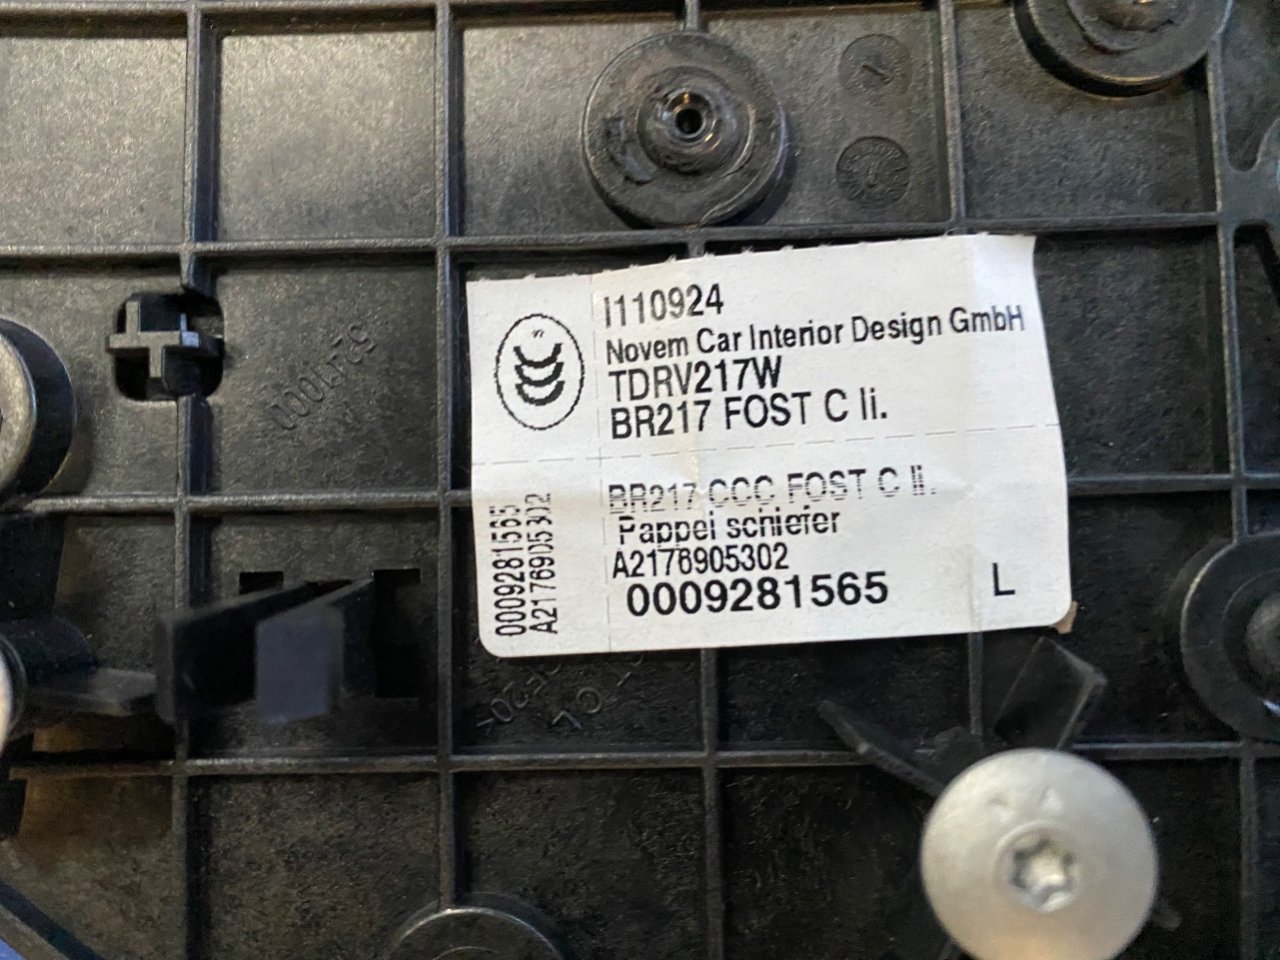 I110924
Novem Car Interior Design GmbH
TDRV217W
BR217 FOST C li.
BR217 CCC FOST C li.
Pappel schiefer
A2176905302
0009281565
L
0009281565
A2176905302